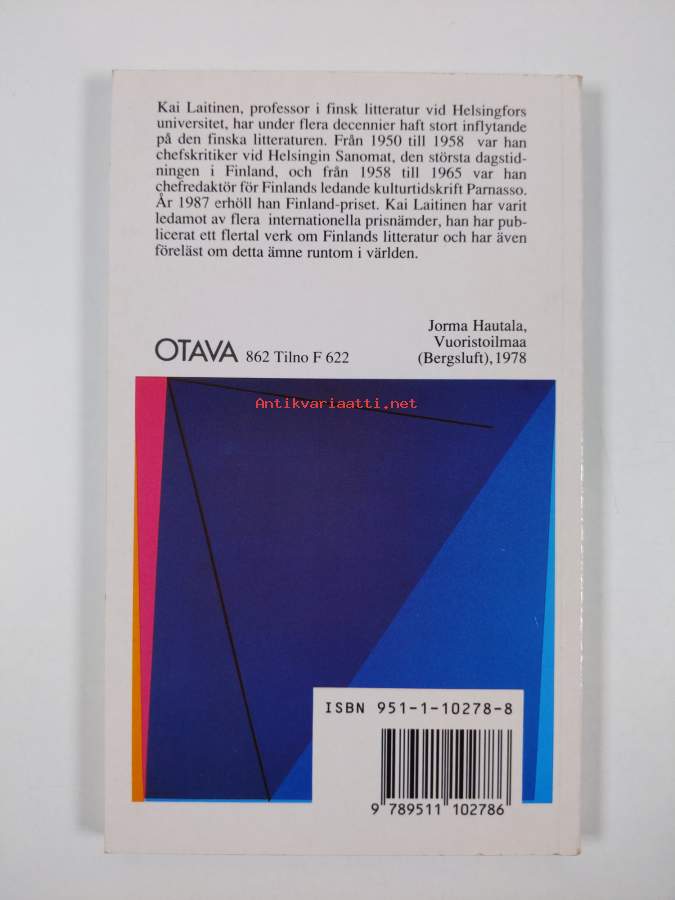 Kai Laitinen, professor i finsk litteratur vid Helsingfors
universitet, har under flera decennier haft stort inflytande
på den finska litteraturen. Från 1950 till 1958 var han
chefskritiker vid Helsingin Sanomat, den största dagstid-
ningen i Finland, och från 1958 till 1965 var han
chefredaktör för Finlands ledande kulturtidskrift Parnasso.
År 1987 erhöll han Finland-priset. Kai Laitinen har varit
ledamot av flera internationella prisnämder, han har pub-
licerat ett flertal verk om Finlands litteratur och har även
föreläst om detta ämne runtom i världen.
Jorma Hautala,
Vuoristoilmaa
(Bergsluft), 1978
OTAVA 862 Tilno F 622
Antikvariaatti.net
ISBN 951-1-10278-8
9 789511 102786